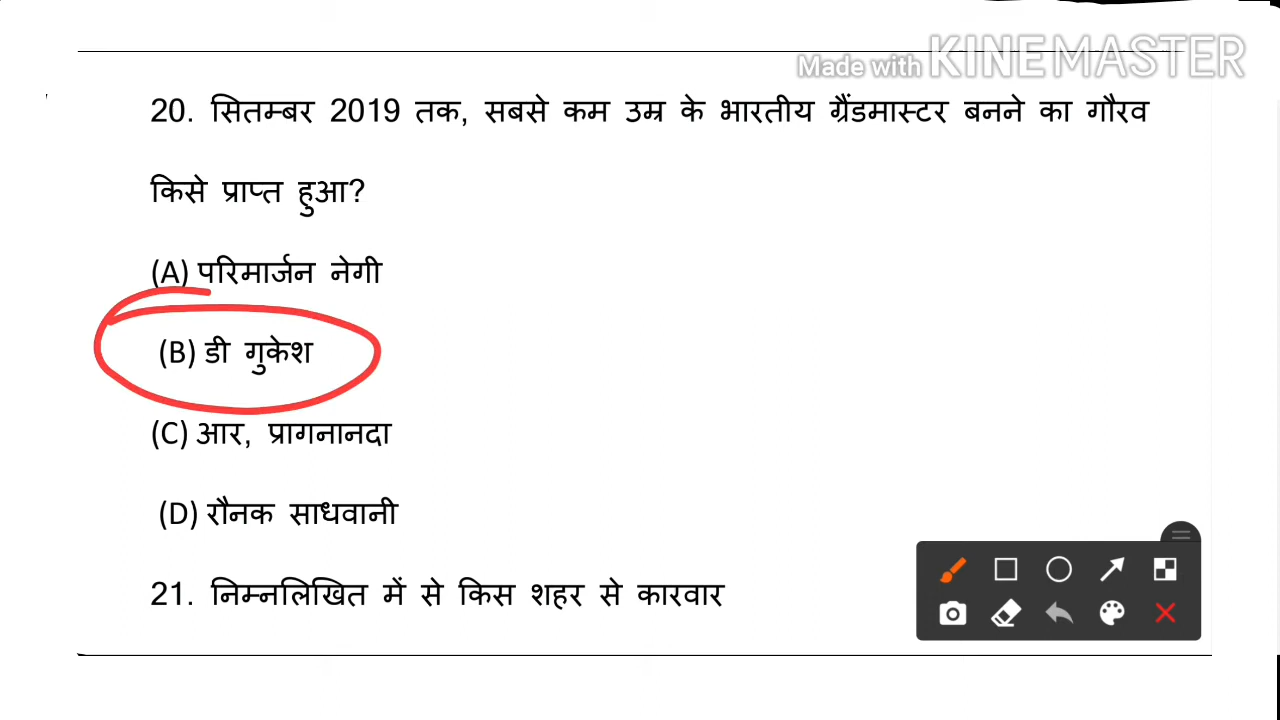 Made with KINEMASTER
20. सितम्बर 2019 तक, सबसे कम उम्र के भारतीय ग्रैंडमास्टर बनने का गौरव
किसे प्राप्त हुआ?
(A) परिमार्जन नेगी
(B) डी गुकेश
(C) आर, प्रागनानदा
(D) रौनक साधवानी
21. निम्नलिखित में से किस शहर से कारवार